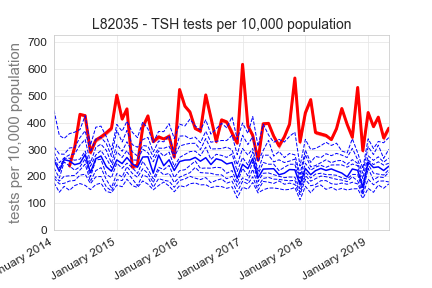 L82035 - TSH tests per 10,000 population
tests per 10,000 population
700
600
500
400
300
200
100
0
nuary 2014
January 2015
January 2016
January 2017
January 2018
January 2019